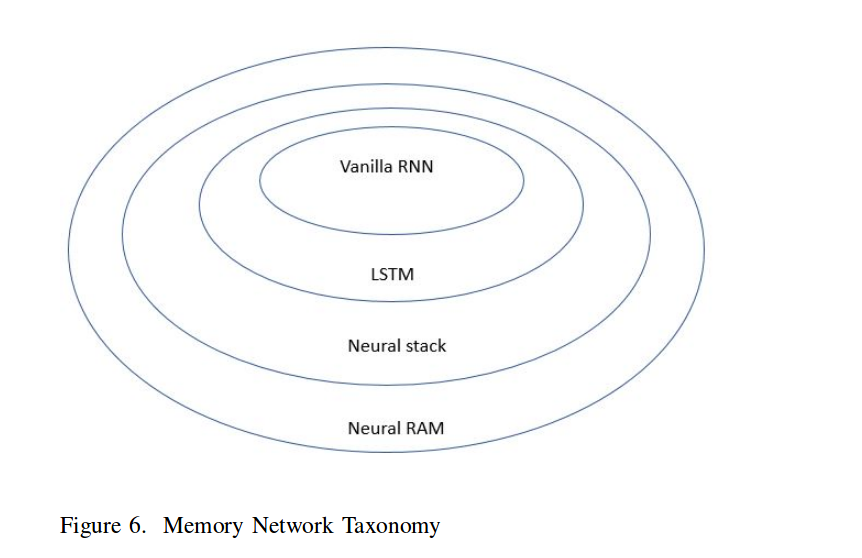 Vanilla RNN
LSTM
Neural stack
Neural RAM
Figure 6. Memory Network Taxonomy